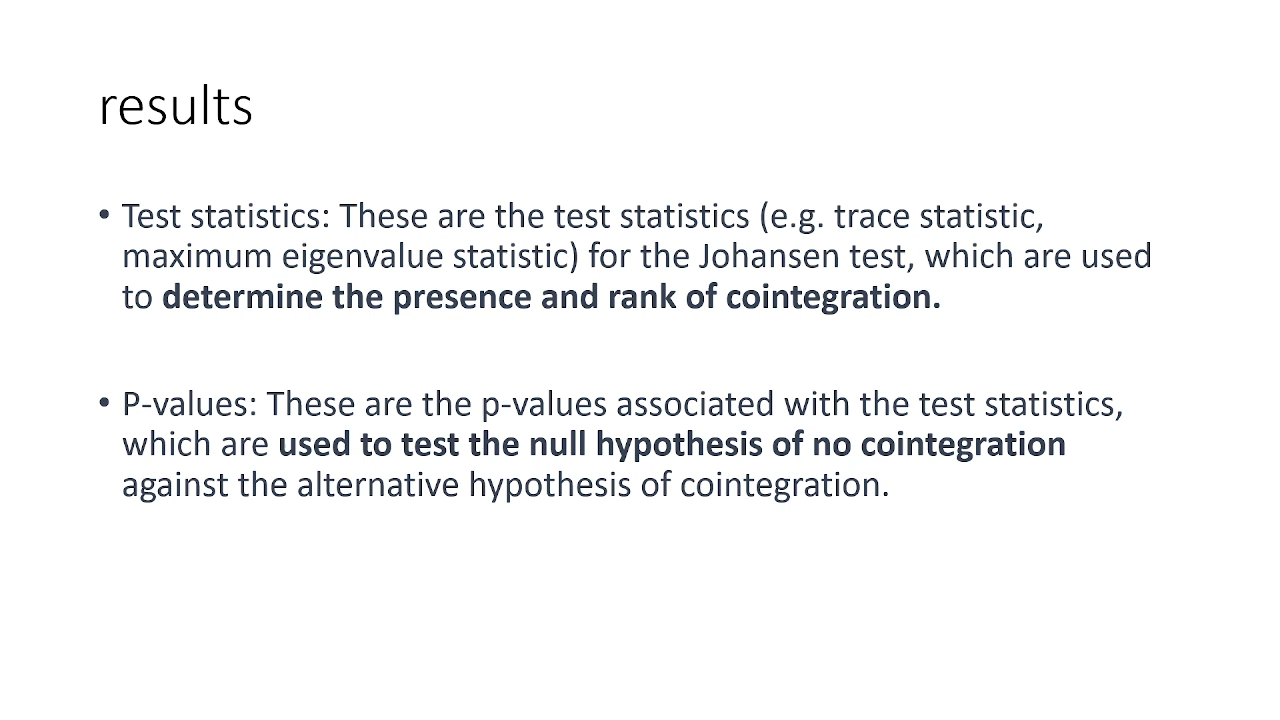 results
• Test statistics: These are the test statistics (e.g. trace statistic,
maximum eigenvalue statistic) for the Johansen test, which are used
to determine the presence and rank of cointegration.
• P-values: These are the p-values associated with the test statistics,
which are used to test the null hypothesis of no cointegration
against the alternative hypothesis of cointegration.